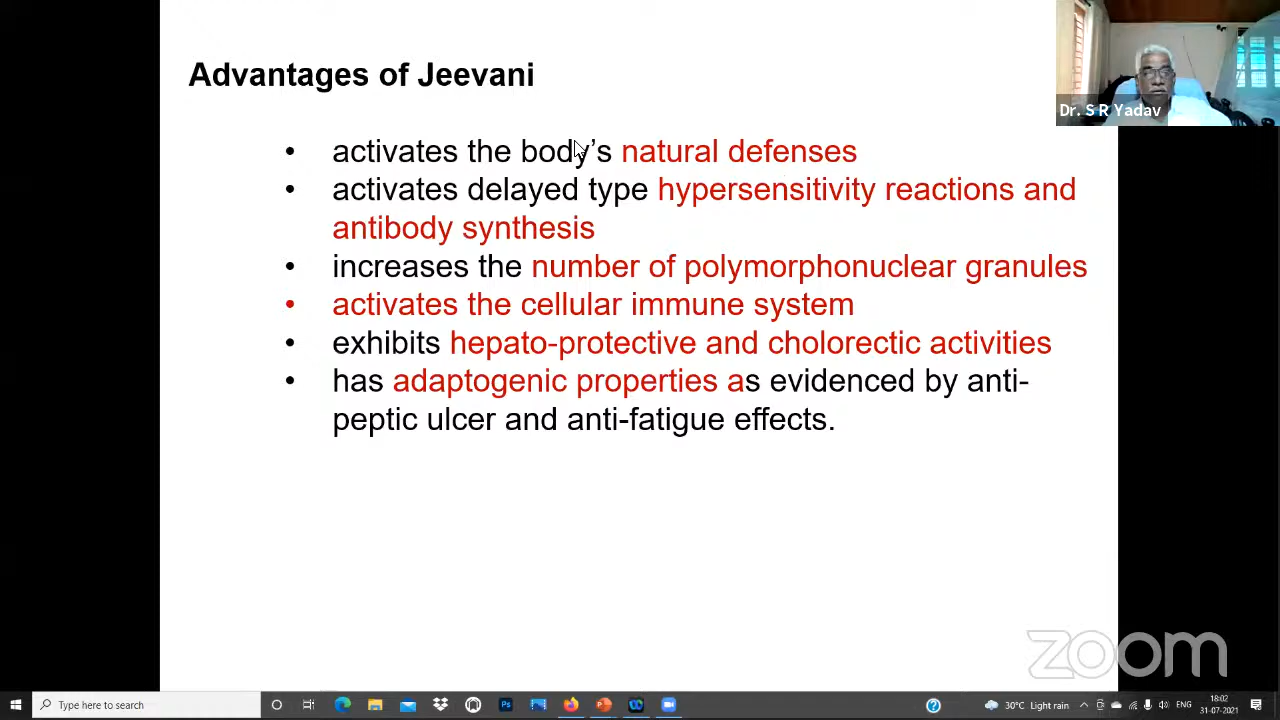 Advantages of Jeevani
Dr. S R Yadav
• activates the body’s natural defenses
• activates delayed type hypersensitivity reactions and
antibody synthesis
• increases the number of polymorphonuclear granules
• activates the cellular immune system
• exhibits hepato-protective and cholorectic activities
• has adaptogenic properties as evidenced by anti-
peptic ulcer and anti-fatigue effects.
zoom
Type here to search
Ps
30°C Light rain
ENG
18:02
31-07-2021